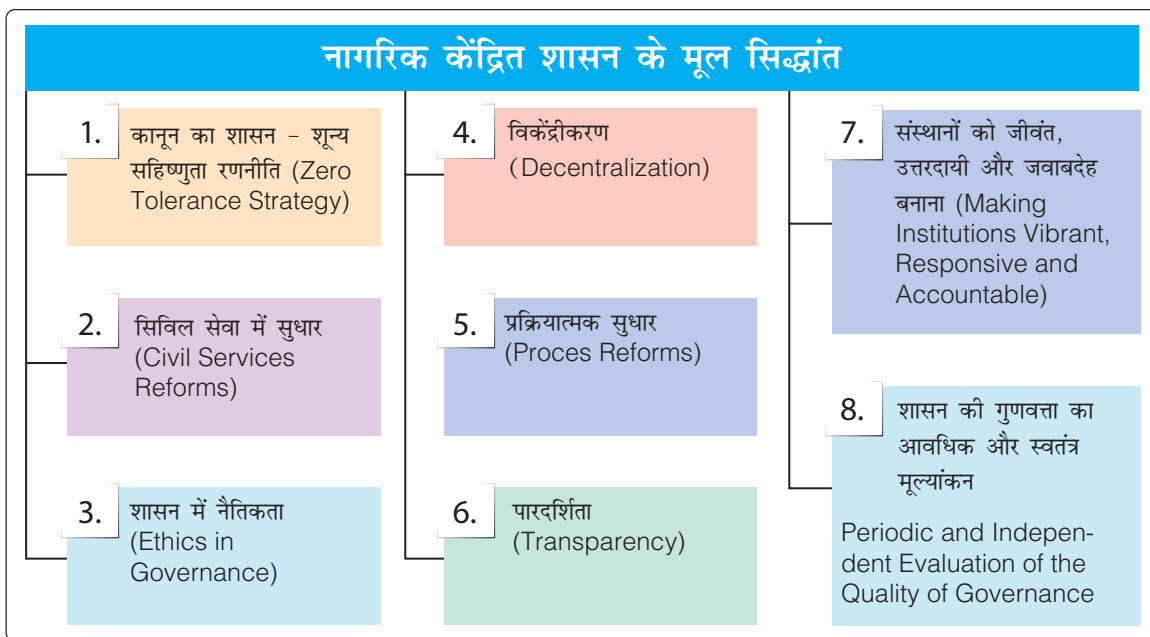 नागरिक केंद्रित शासन के मूल सिद्धांत
1.
कानून का शासन - शून्य
सहिष्णुता रणनीति (Zero
Tolerance Strategy)
2.
सिविल सेवा में सुधार
(Civil Services
Reforms)
3.
शासन में नैतिकता
(Ethics in
Governance)
4.
विकेंद्रीकरण
(Decentralization)
5.
प्रक्रियात्मक सुधार
(Proces Reforms)
6.
पारदर्शिता
(Transparency)
7.
संस्थानों को जीवंत,
उत्तरदायी और जवाबदेह
बनाना (Making
Institutions Vibrant,
Responsive and
Accountable)
8.
शासन की गुणवत्ता का
आवधिक और स्वतंत्र
मूल्यांकन
Periodic and Indepen-
dent Evaluation of the
Quality of Governance